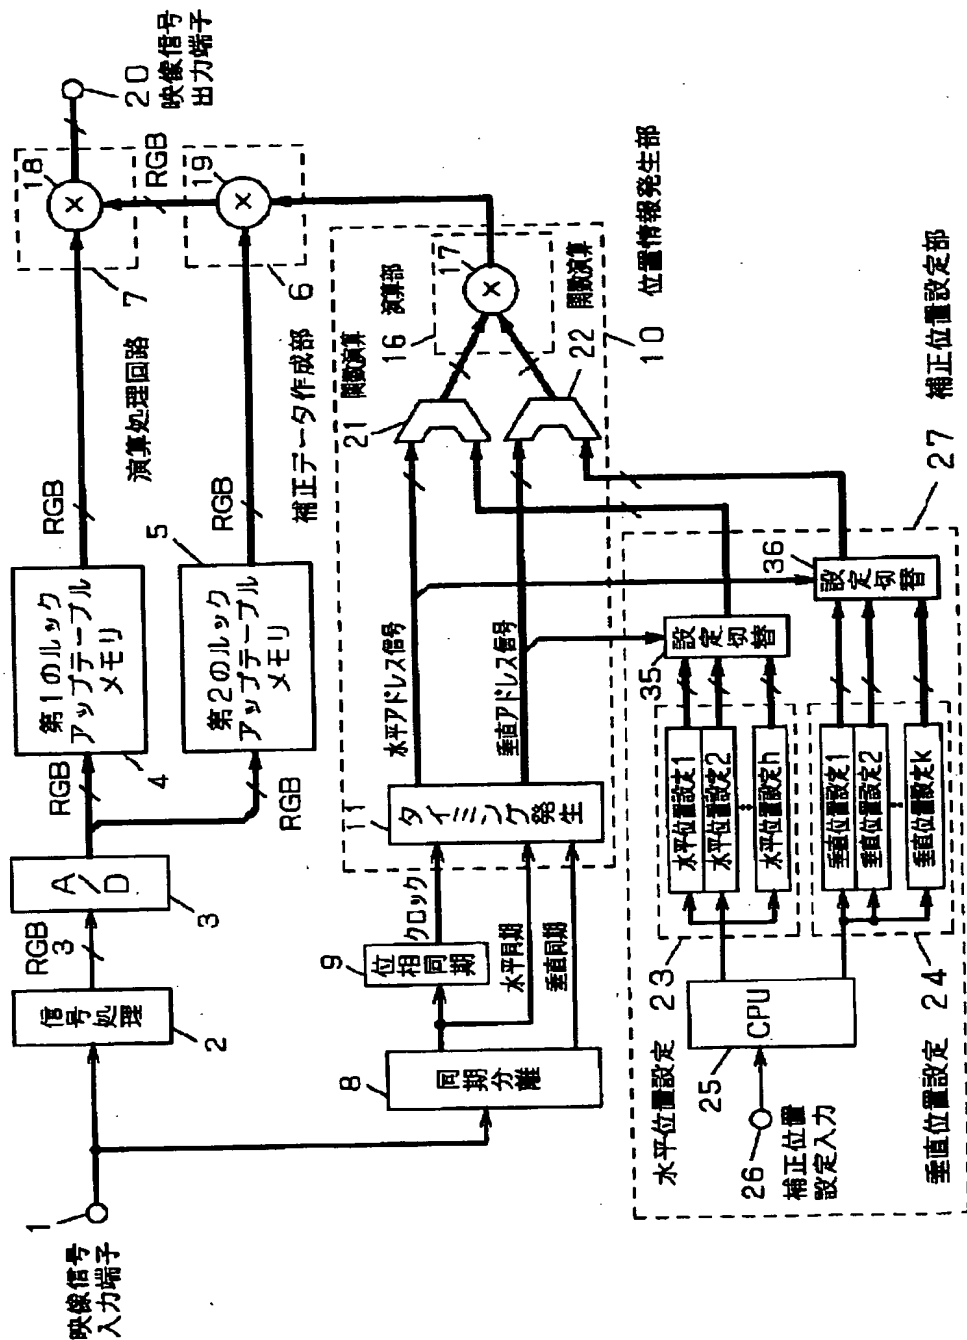 1
映像信号
入力端子
信号処理
2
RGB
3
A/D
3
RGB
RGB
第1のルック
アップテーブル
メモリ
4
第2のルック
アップテーブル
メモリ
5
RGB
RGB
演算処理回路
7
18
×
20
映像信号
出力端子
RGB
補正データ作成部
6
19
×
同期分離
8
位相同期
9
クロック
水平同期
垂直同期
タイミング発生
11
水平アドレス信号
垂直アドレス信号
21
関数演算
16
演算部
17
×
22
関数演算
10
位置情報発生部
水平位置設定
23
水平位置設定1
水平位置設定2
水平位置設定h
設定切替
35
設定切替
36
25
CPU
26
補正位置
設定入力
垂直位置設定
24
垂直位置設定1
垂直位置設定2
垂直位置設定k
27
補正位置設定部